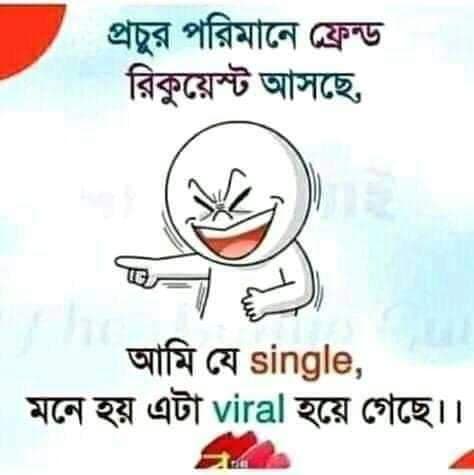 প্রচুর পরিমানে ফ্রেন্ড
রিকুয়েস্ট আসছে,
আমি যে single,
মনে হয় এটা viral হয়ে গেছে।।